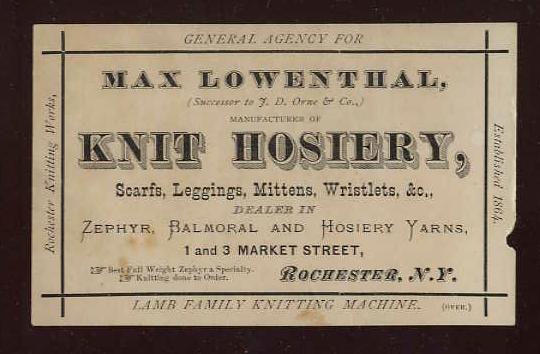 GENERAL AGENCY FOR
Rochester Knitting Works,
MAX LOWENTHAL,
(Successor to J. D. Orne & Co.,)
MANUFACTURER OF
KNIT HOSIERY,
Scarfs, Leggings, Mittens, Wristlets, &c.,
DEALER IN
ZEPHYR, BALMORAL AND HOSIERY YARNS,
1 and 3 MARKET STREET,
☞ Best Full Weight Zephyr a Specialty.
☞ Knitting done to Order.
ROCHESTER, N.Y.
Established 1864.
LAMB FAMILY KNITTING MACHINE.
(OVER.)